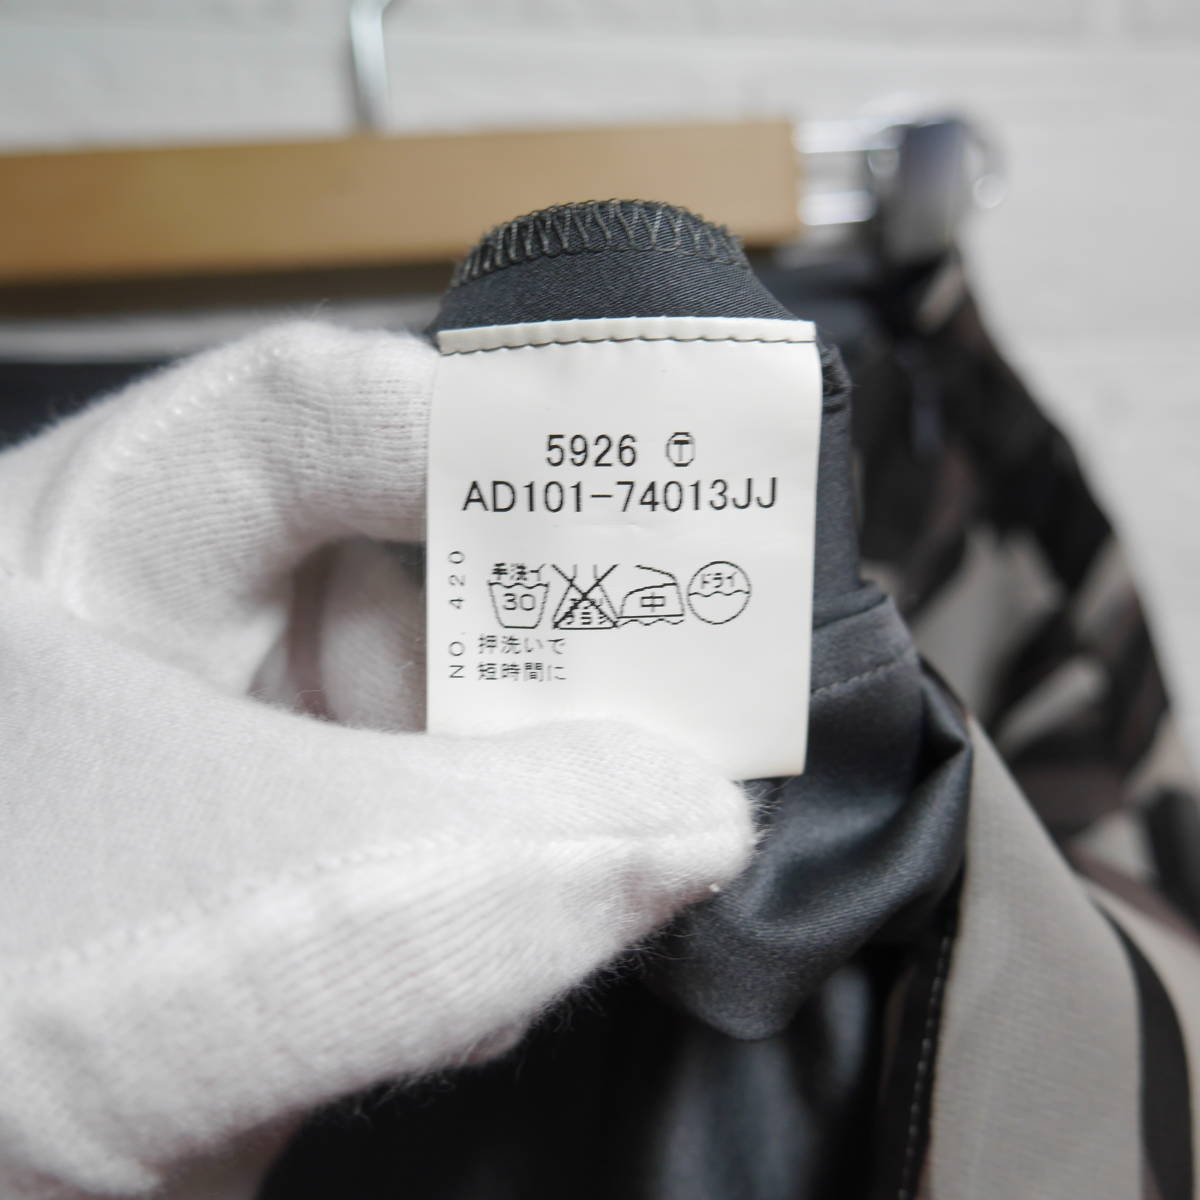 5926 Ⓣ
AD101-74013JJ
手洗イ
30
中
ドライ
押洗いで
短時間に
NO. 420